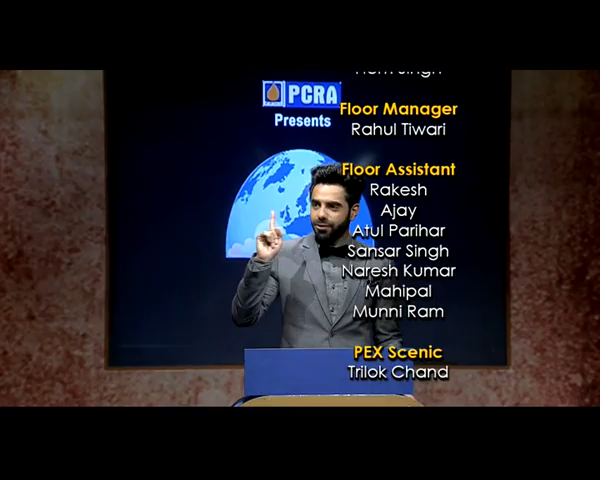 PCRA
Presents
Floor Manager
Rahul Tiwari
Floor Assistant
Rakesh
Ajay
Atul Parihar
Sansar Singh
Naresh Kumar
Mahipal
Munni Ram
PEX Scenic
Trilok Chand